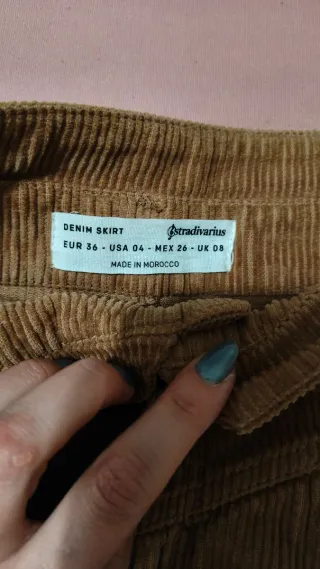 DENIM SKIRT stradivarius
EUR 36 - USA 04 - MEX 26 - UK 08
MADE IN MOROCCO